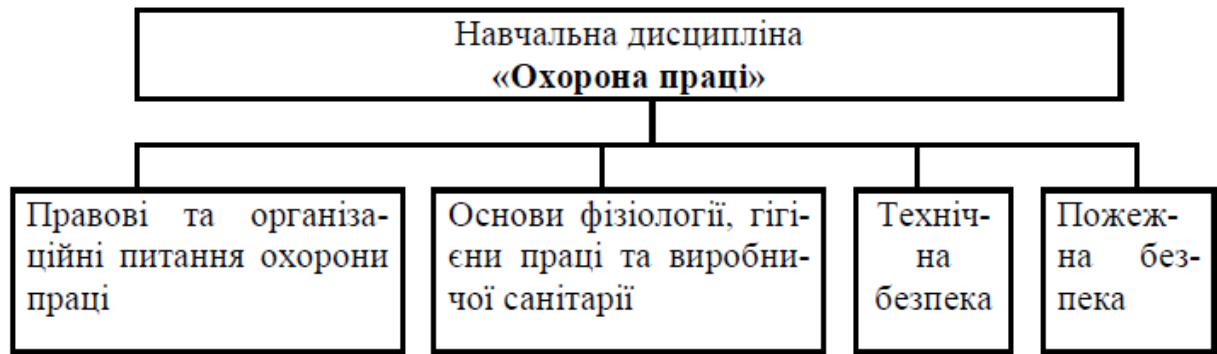 Навчальна дисципліна
«Охорона праці»
Правові та організа-
ційні питання охорони
праці
Основи фізіології, гігі-
єни праці та виробни-
чої санітарії
Техніч-
на
безпека
Пожеж-
на без-
пека